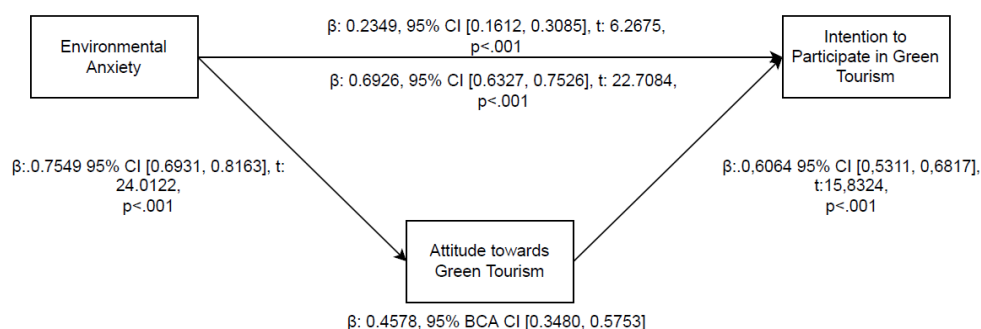 Environmental
Anxiety
β: 0.2349, 95% CI [0.1612, 0.3085], t: 6.2675,
p<.001
β: 0.6926, 95% CI [0.6327, 0.7526], t: 22.7084,
p<.001
Intention to
Participate in Green
Tourism
β:.0.7549 95% CI [0.6931, 0.8163], t:
24.0122,
p<.001
β:.0,6064 95% CI [0,5311, 0,6817],
t:15,8324,
p<.001
Attitude towards
Green Tourism
β: 0.4578, 95% BCA CI [0.3480, 0.5753]